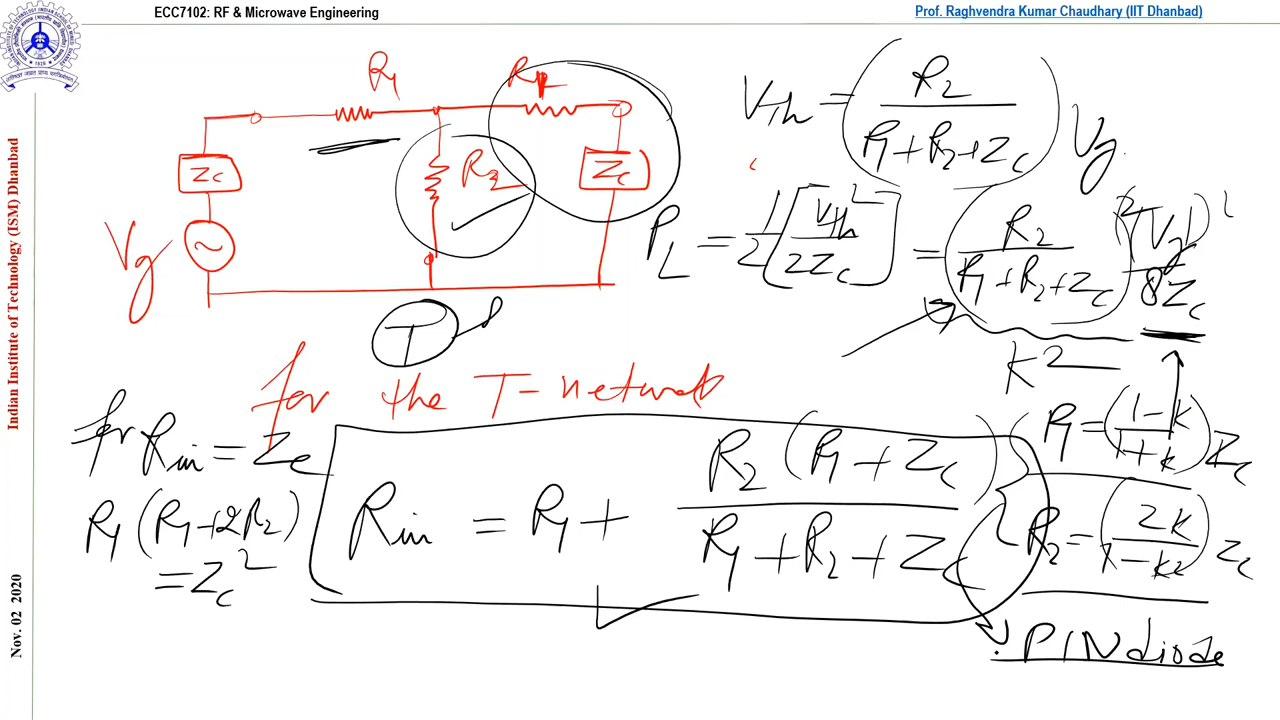 ECC7102: RF & Microwave Engineering
Prof. Raghvendra Kumar Chaudhary (IIT Dhanbad)
Indian Institute of Technology (ISM) Dhanbad
Nov. 02 2020
R1
R1
Zc
R2
Zc
Vg
T
Vth = (R2 / R1+R2+Zc) Vg
PL = 1/2 [Vth² / 2Zc] = (R2 / R1+R2+Zc)² |Vg|² / 8Zc
K²
for the T-network
for Rin = Zc
R1 (R1+2R2)
= Zc²
Rin = R1 + R2 (R1+Zc) / R1+R2+Zc
R1 = (1-k / 1+k) Zc
R2 = (2k / 1-k²) Zc
PIN diode